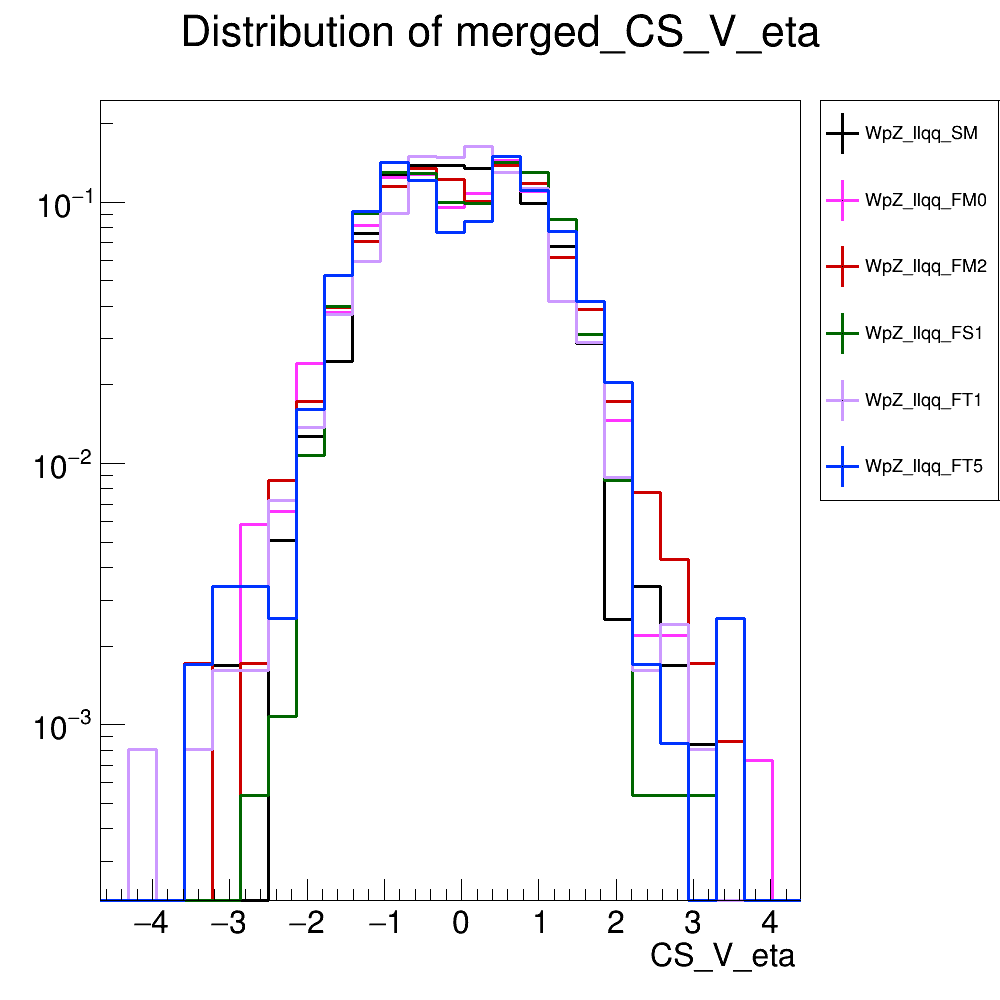 Distribution of merged_CS_V_eta
WpZ_llqq_SM
WpZ_llqq_FM0
WpZ_llqq_FM2
WpZ_llqq_FS1
WpZ_llqq_FT1
WpZ_llqq_FT5
10⁻¹
10⁻²
10⁻³
−4 −3 −2 −1 0 1 2 3 4
CS_V_eta